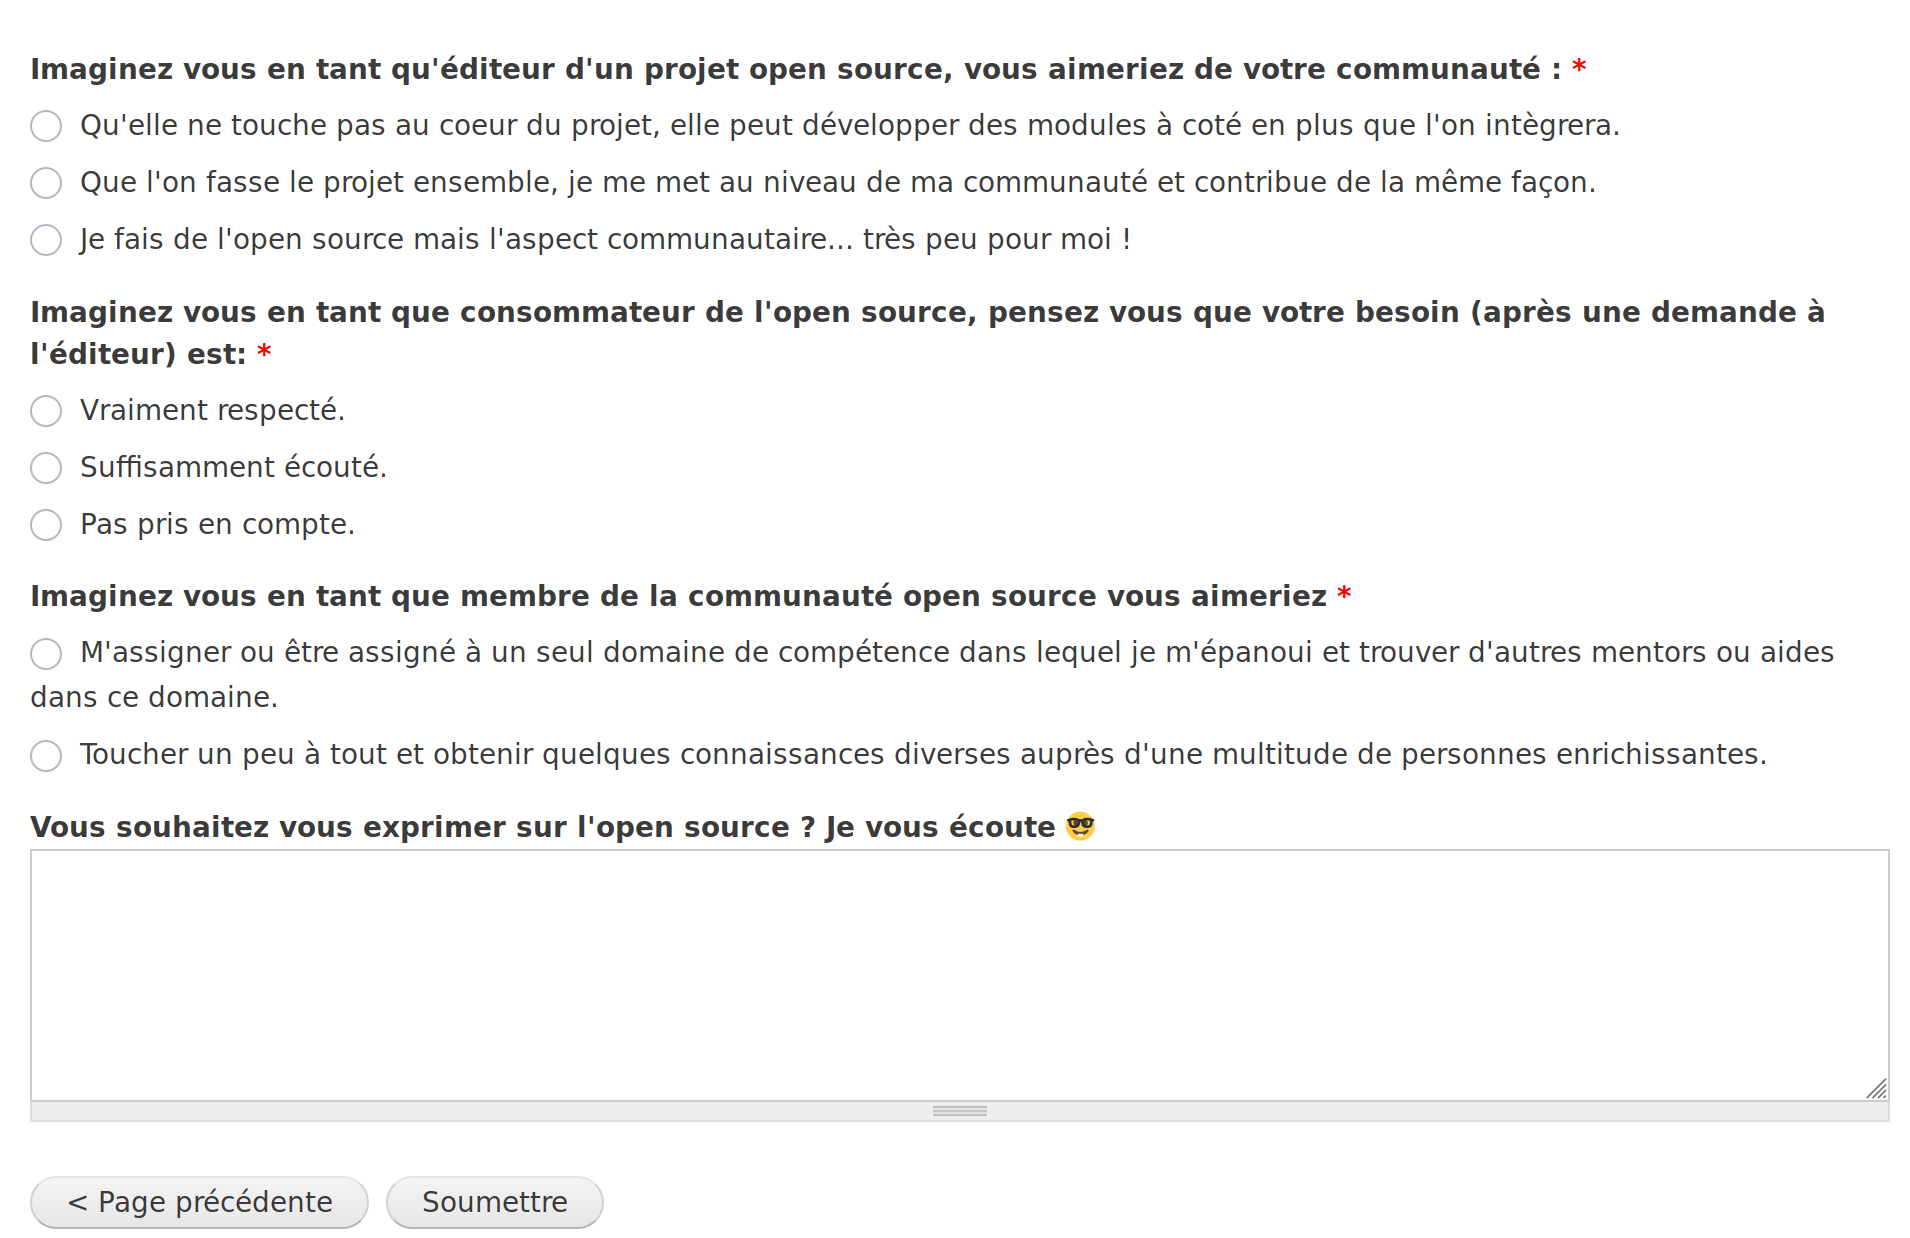 Imaginez vous en tant qu'éditeur d'un projet open source, vous aimeriez de votre communauté : *
Qu'elle ne touche pas au coeur du projet, elle peut développer des modules à coté en plus que l'on intègrera.
Que l'on fasse le projet ensemble, je me met au niveau de ma communauté et contribue de la même façon.
Je fais de l'open source mais l'aspect communautaire... très peu pour moi !
Imaginez vous en tant que consommateur de l'open source, pensez vous que votre besoin (après une demande à
l'éditeur) est: *
Vraiment respecté.
Suffisamment écouté.
Pas pris en compte.
Imaginez vous en tant que membre de la communauté open source vous aimeriez *
M'assigner ou être assigné à un seul domaine de compétence dans lequel je m'épanoui et trouver d'autres mentors ou aides
dans ce domaine.
Toucher un peu à tout et obtenir quelques connaissances diverses auprès d'une multitude de personnes enrichissantes.
Vous souhaitez vous exprimer sur l'open source ? Je vous écoute 🤓
< Page précédente
Soumettre